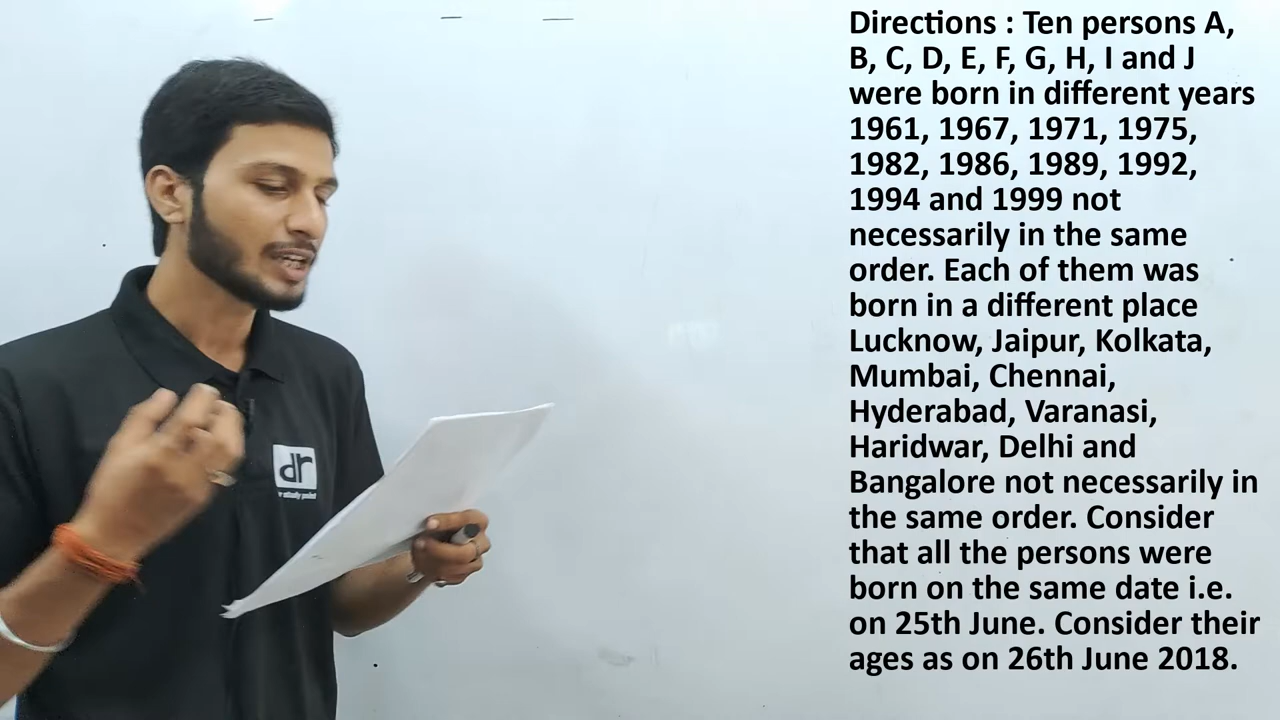 Directions : Ten persons A,
B, C, D, E, F, G, H, I and J
were born in different years
1961, 1967, 1971, 1975,
1982, 1986, 1989, 1992,
1994 and 1999 not
necessarily in the same
order. Each of them was
born in a different place
Lucknow, Jaipur, Kolkata,
Mumbai, Chennai,
Hyderabad, Varanasi,
Haridwar, Delhi and
Bangalore not necessarily in
the same order. Consider
that all the persons were
born on the same date i.e.
on 25th June. Consider their
ages as on 26th June 2018.
dr
study point